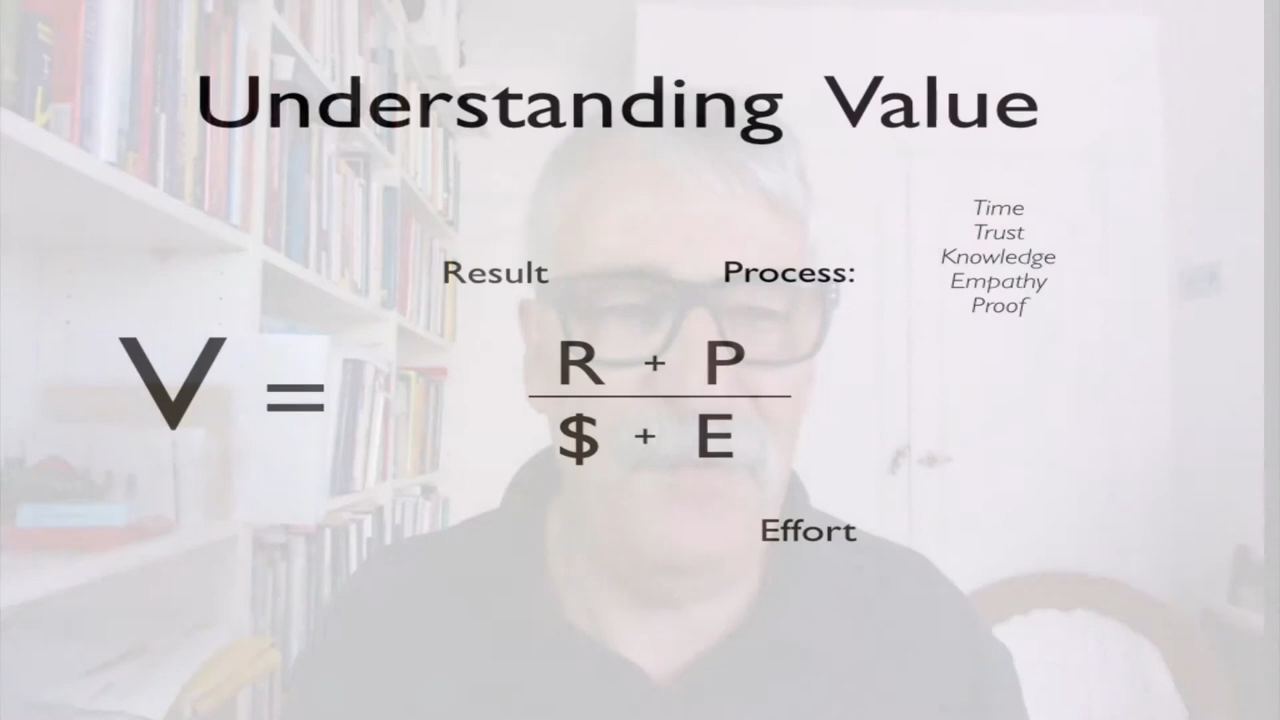 Understanding Value
Time
Trust
Knowledge
Empathy
Proof
Result
Process:
V =
R + P
$ + E
Effort